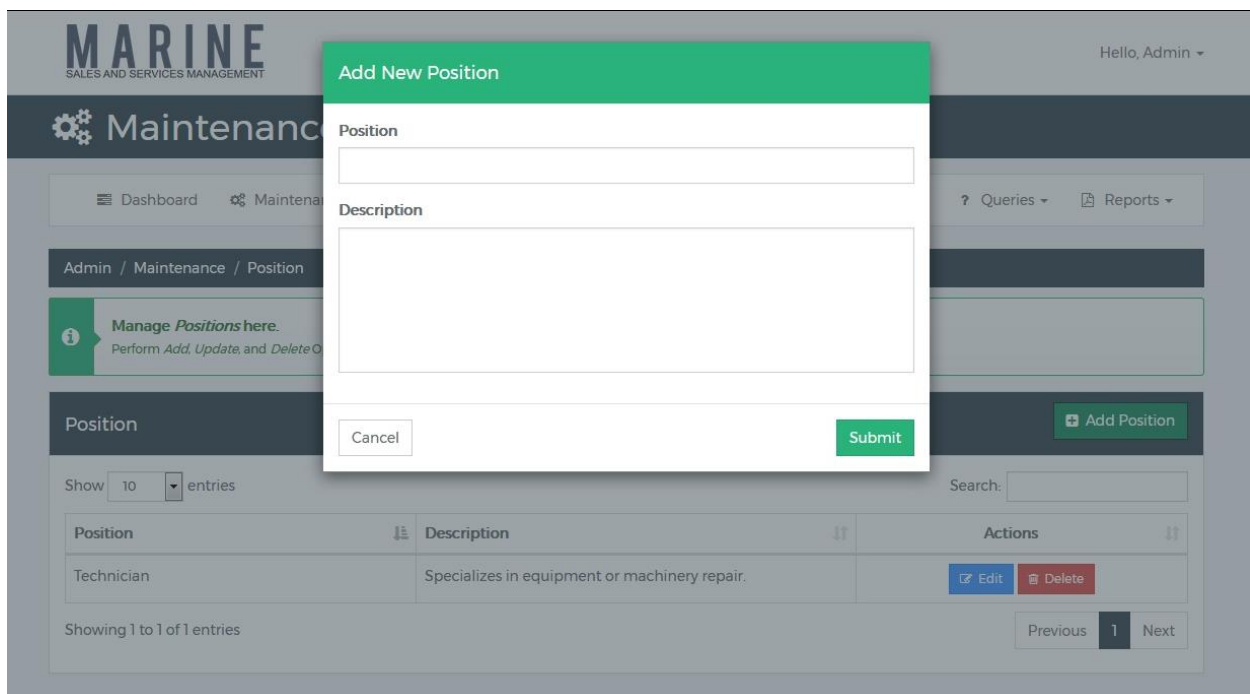 MARINE
SALES AND SERVICES MANAGEMENT
Hello, Admin
Add New Position
Maintenanc
Position
Dashboard Maintena
Queries Reports
Description
Admin / Maintenance / Position
Manage Positions here.
Perform Add, Update, and Delete O
Position
Add Position
Cancel
Submit
Show 10 entries
Search:
Position Description Actions
Technician Specializes in equipment or machinery repair. Edit Delete
Showing 1 to 1 of 1 entries
Previous 1 Next